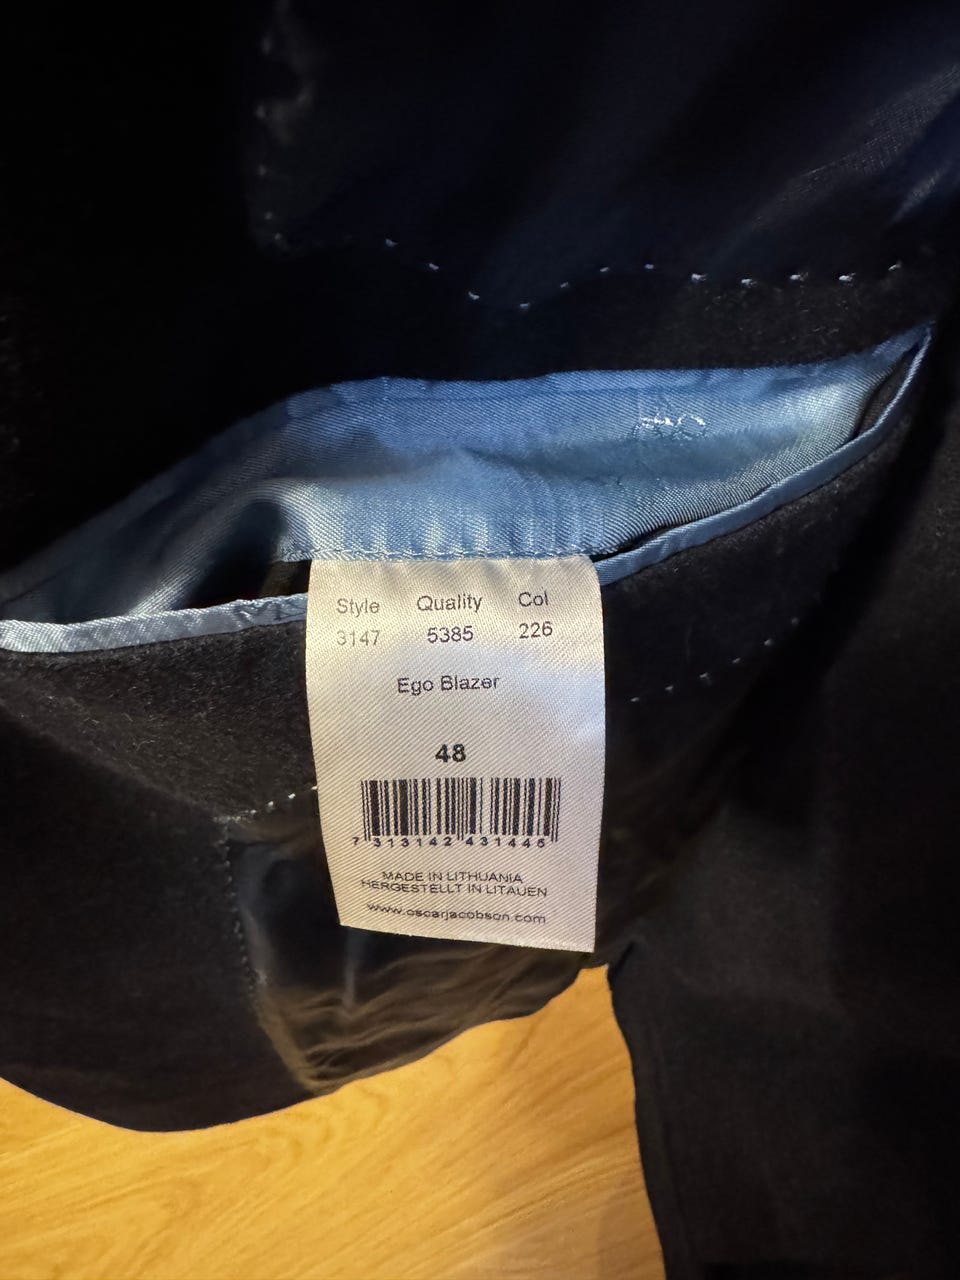 Style Quality Col
3147 5385 226
Ego Blazer
48
7 313142 431445
MADE IN LITHUANIA
HERGESTELLT IN LITAUEN
www.oscarjacobson.com